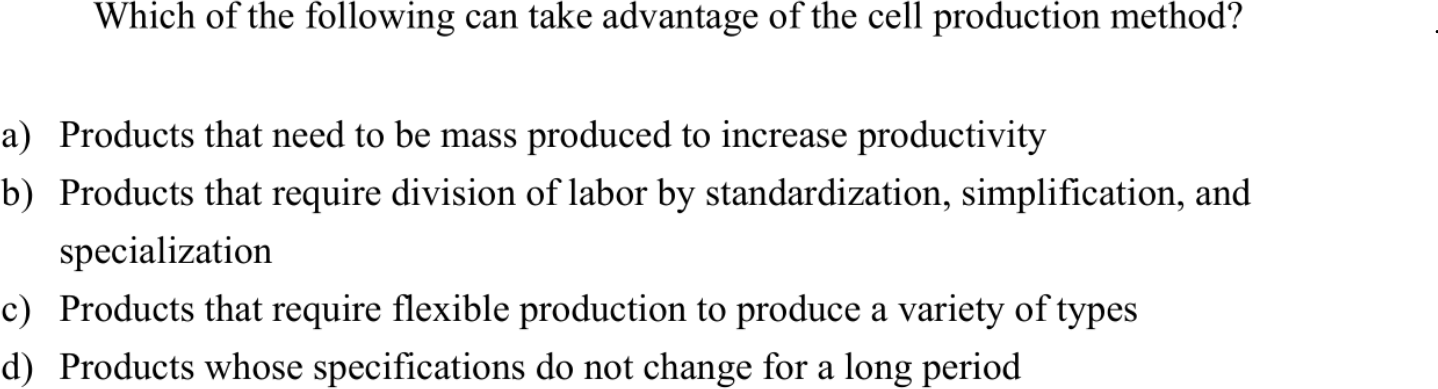 Which of the following can take advantage of the cell production method?
a) Products that need to be mass produced to increase productivity
b) Products that require division of labor by standardization, simplification, and
specialization
c) Products that require flexible production to produce a variety of types
d) Products whose specifications do not change for a long period